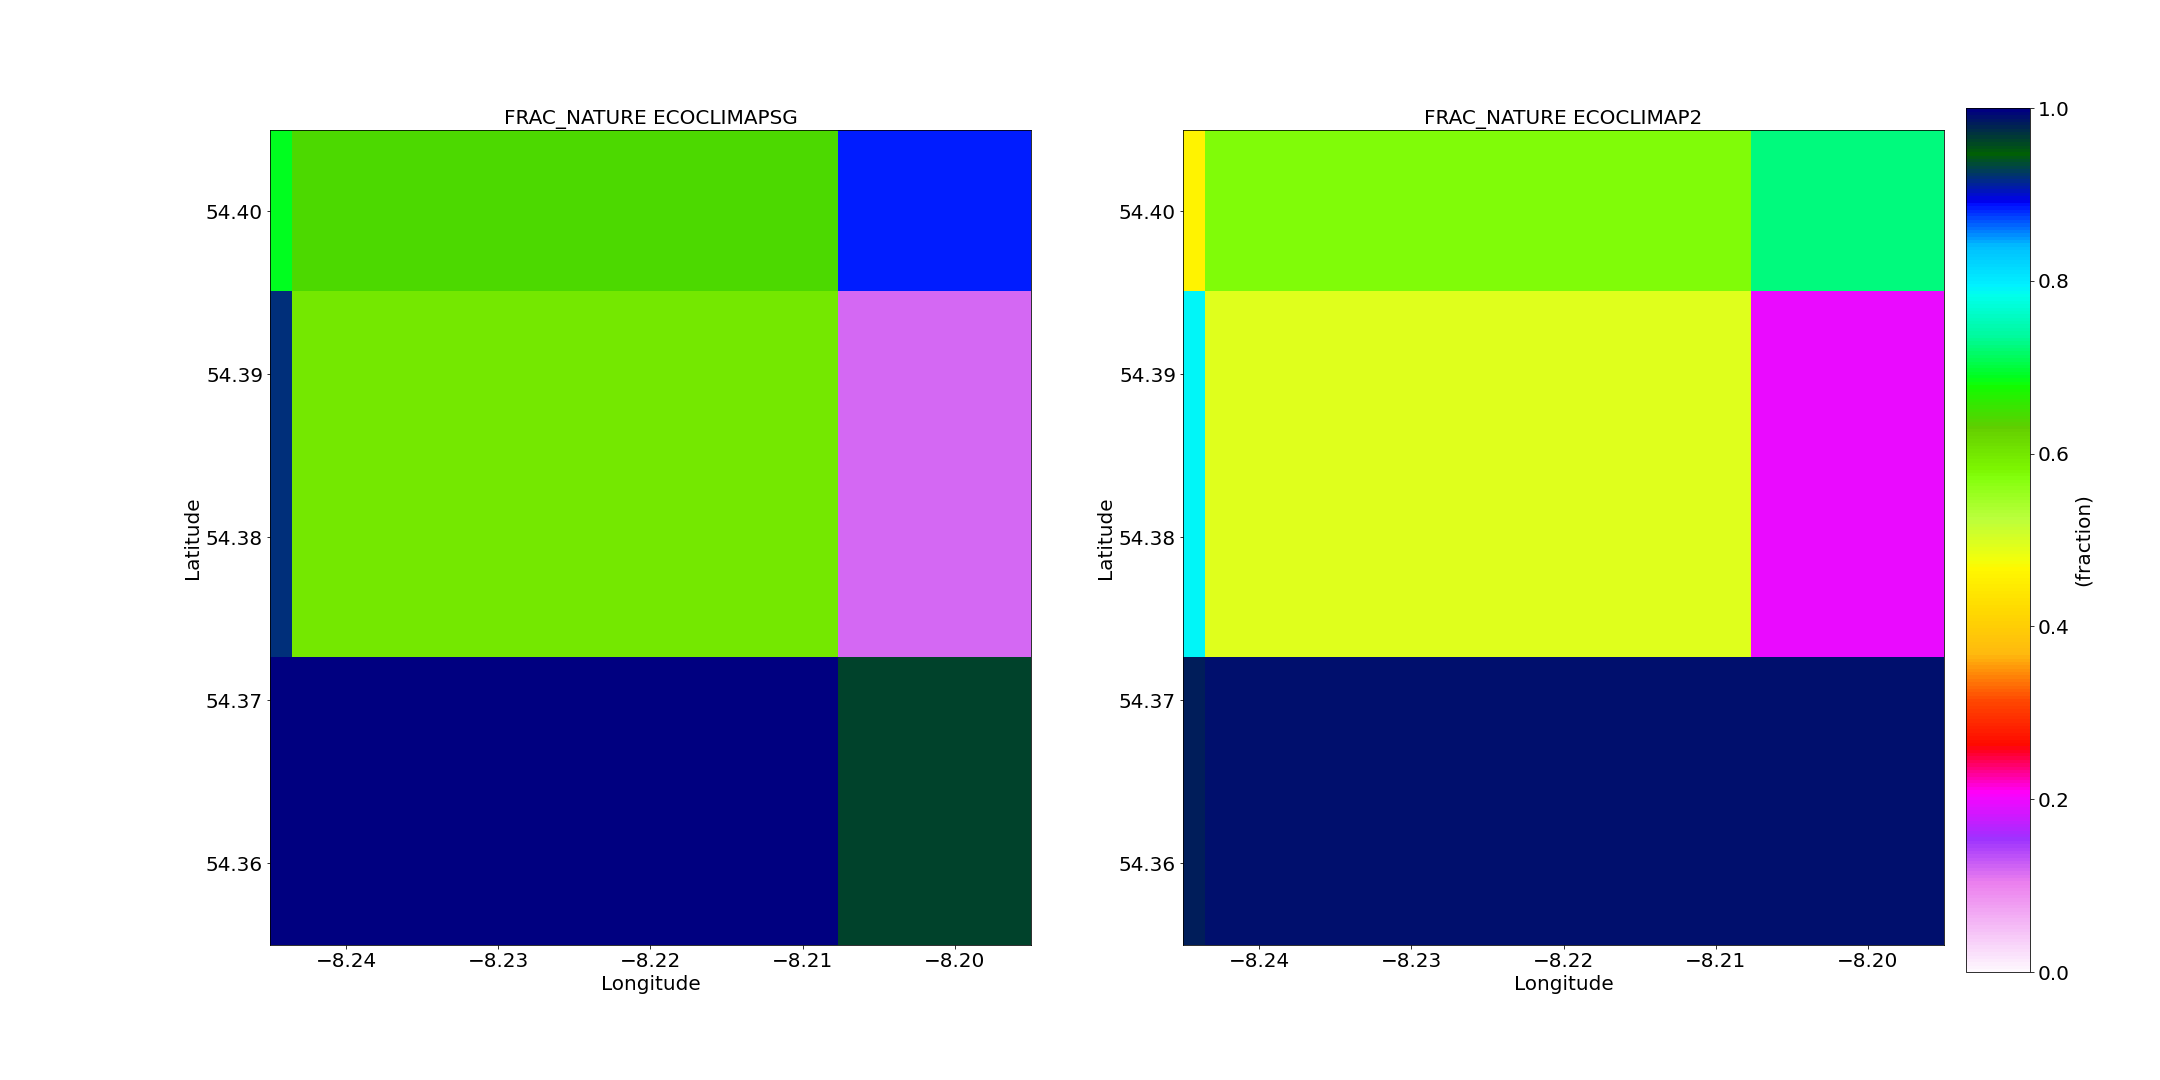 FRAC_NATURE ECOCLIMAPSG
54.40
54.39
54.38
54.37
54.36
Latitude
−8.24 −8.23 −8.22 −8.21 −8.20
Longitude
FRAC_NATURE ECOCLIMAP2
54.40
54.39
54.38
54.37
54.36
Latitude
−8.24 −8.23 −8.22 −8.21 −8.20
Longitude
1.0
0.8
0.6
0.4
0.2
0.0
(fraction)